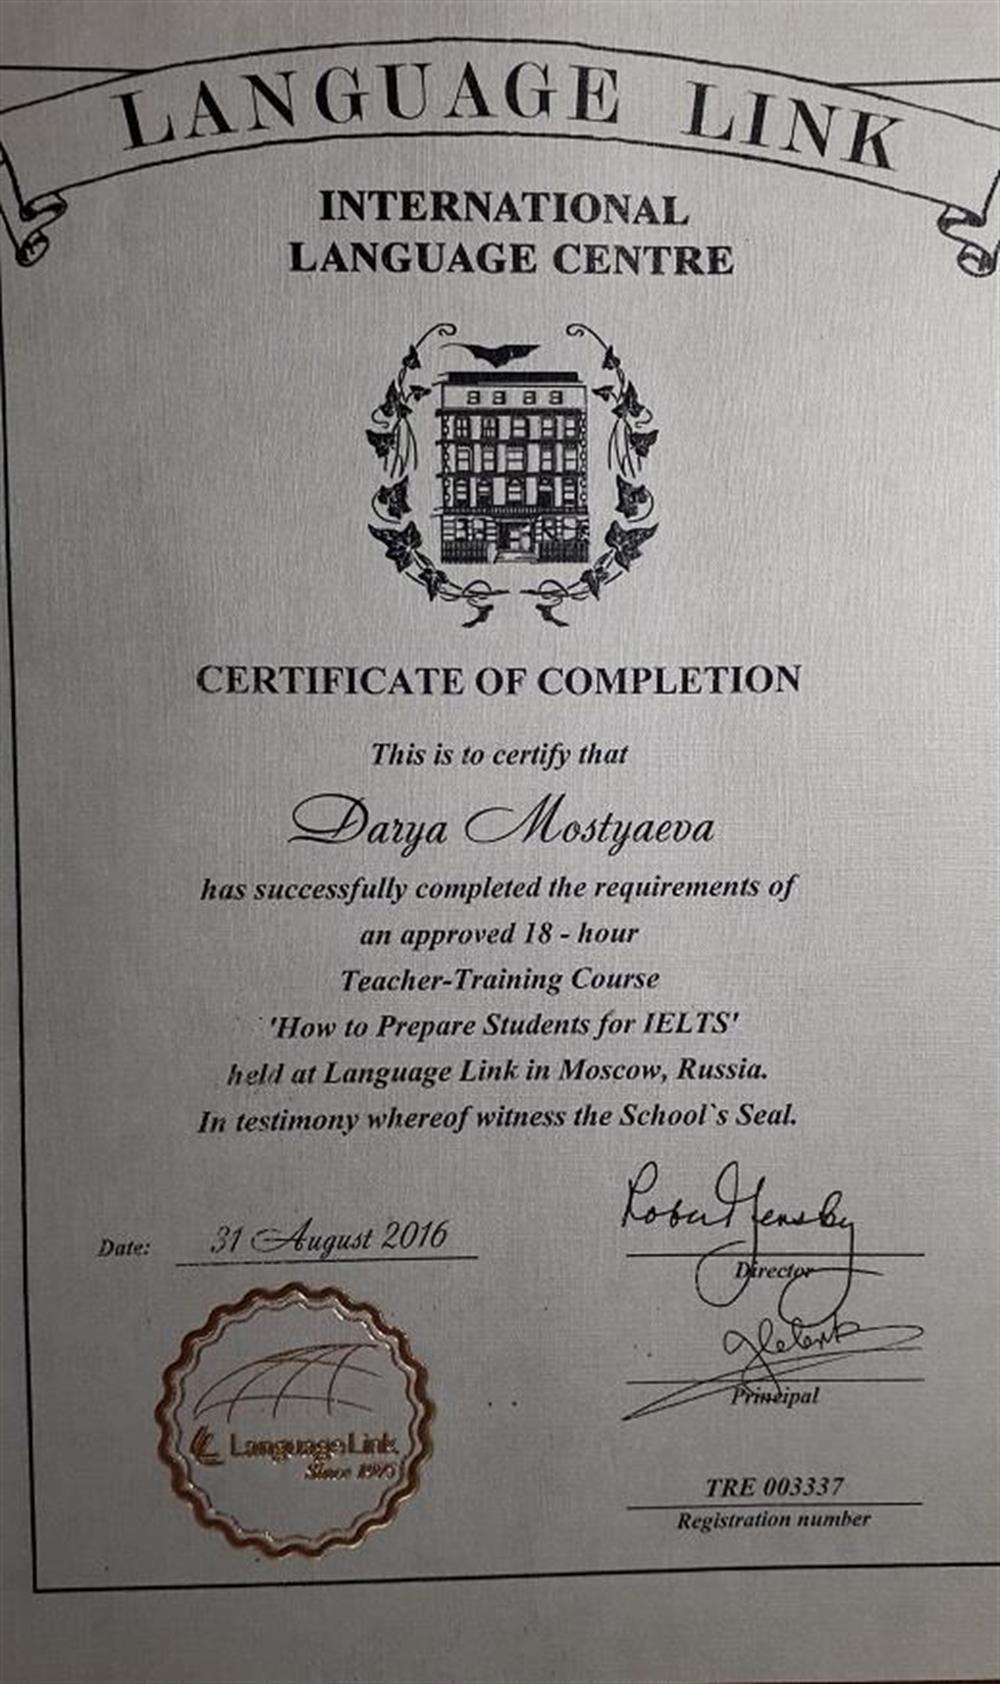 LANGUAGE LINK
INTERNATIONAL
LANGUAGE CENTRE
CERTIFICATE OF COMPLETION
This is to certify that
Darya Mostyaeva
has successfully completed the requirements of
an approved 18 - hour
Teacher-Training Course
'How to Prepare Students for IELTS'
held at Language Link in Moscow, Russia.
In testimony whereof witness the School`s Seal.
Date: 31 August 2016
Director
Principal
Language Link
Since
TRE 003337
Registration number